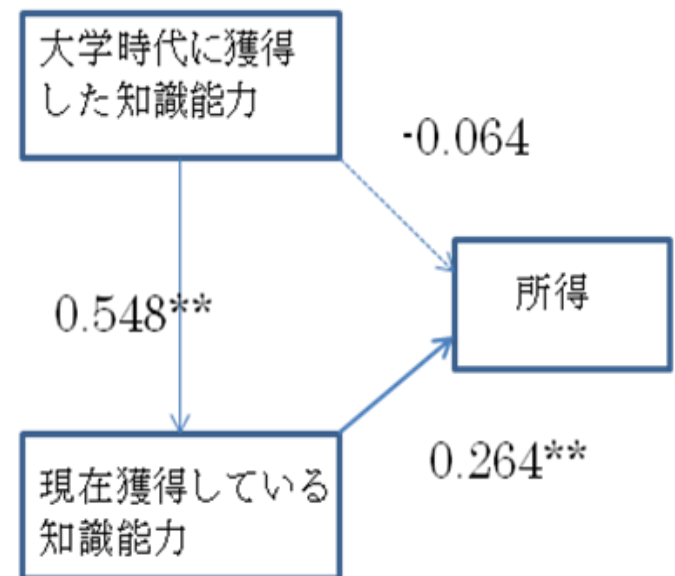 大学時代に獲得
した知識能力
-0.064
所得
0.548**
0.264**
現在獲得している
知識能力